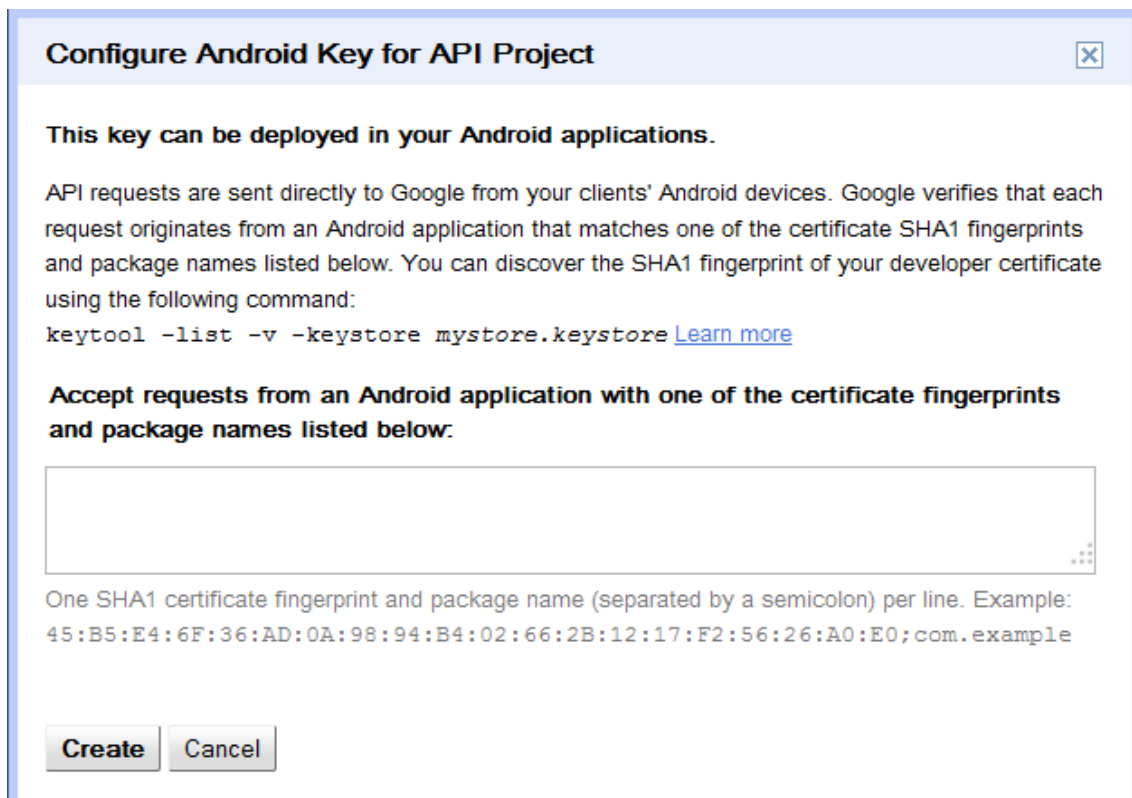 Configure Android Key for API Project
This key can be deployed in your Android applications.
API requests are sent directly to Google from your clients' Android devices. Google verifies that each
request originates from an Android application that matches one of the certificate SHA1 fingerprints
and package names listed below. You can discover the SHA1 fingerprint of your developer certificate
using the following command:
keytool -list -v -keystore mystore.keystore Learn more
Accept requests from an Android application with one of the certificate fingerprints
and package names listed below:
One SHA1 certificate fingerprint and package name (separated by a semicolon) per line. Example:
45:B5:E4:6F:36:AD:0A:98:94:B4:02:66:2B:12:17:F2:56:26:A0:E0;com.example
Create Cancel